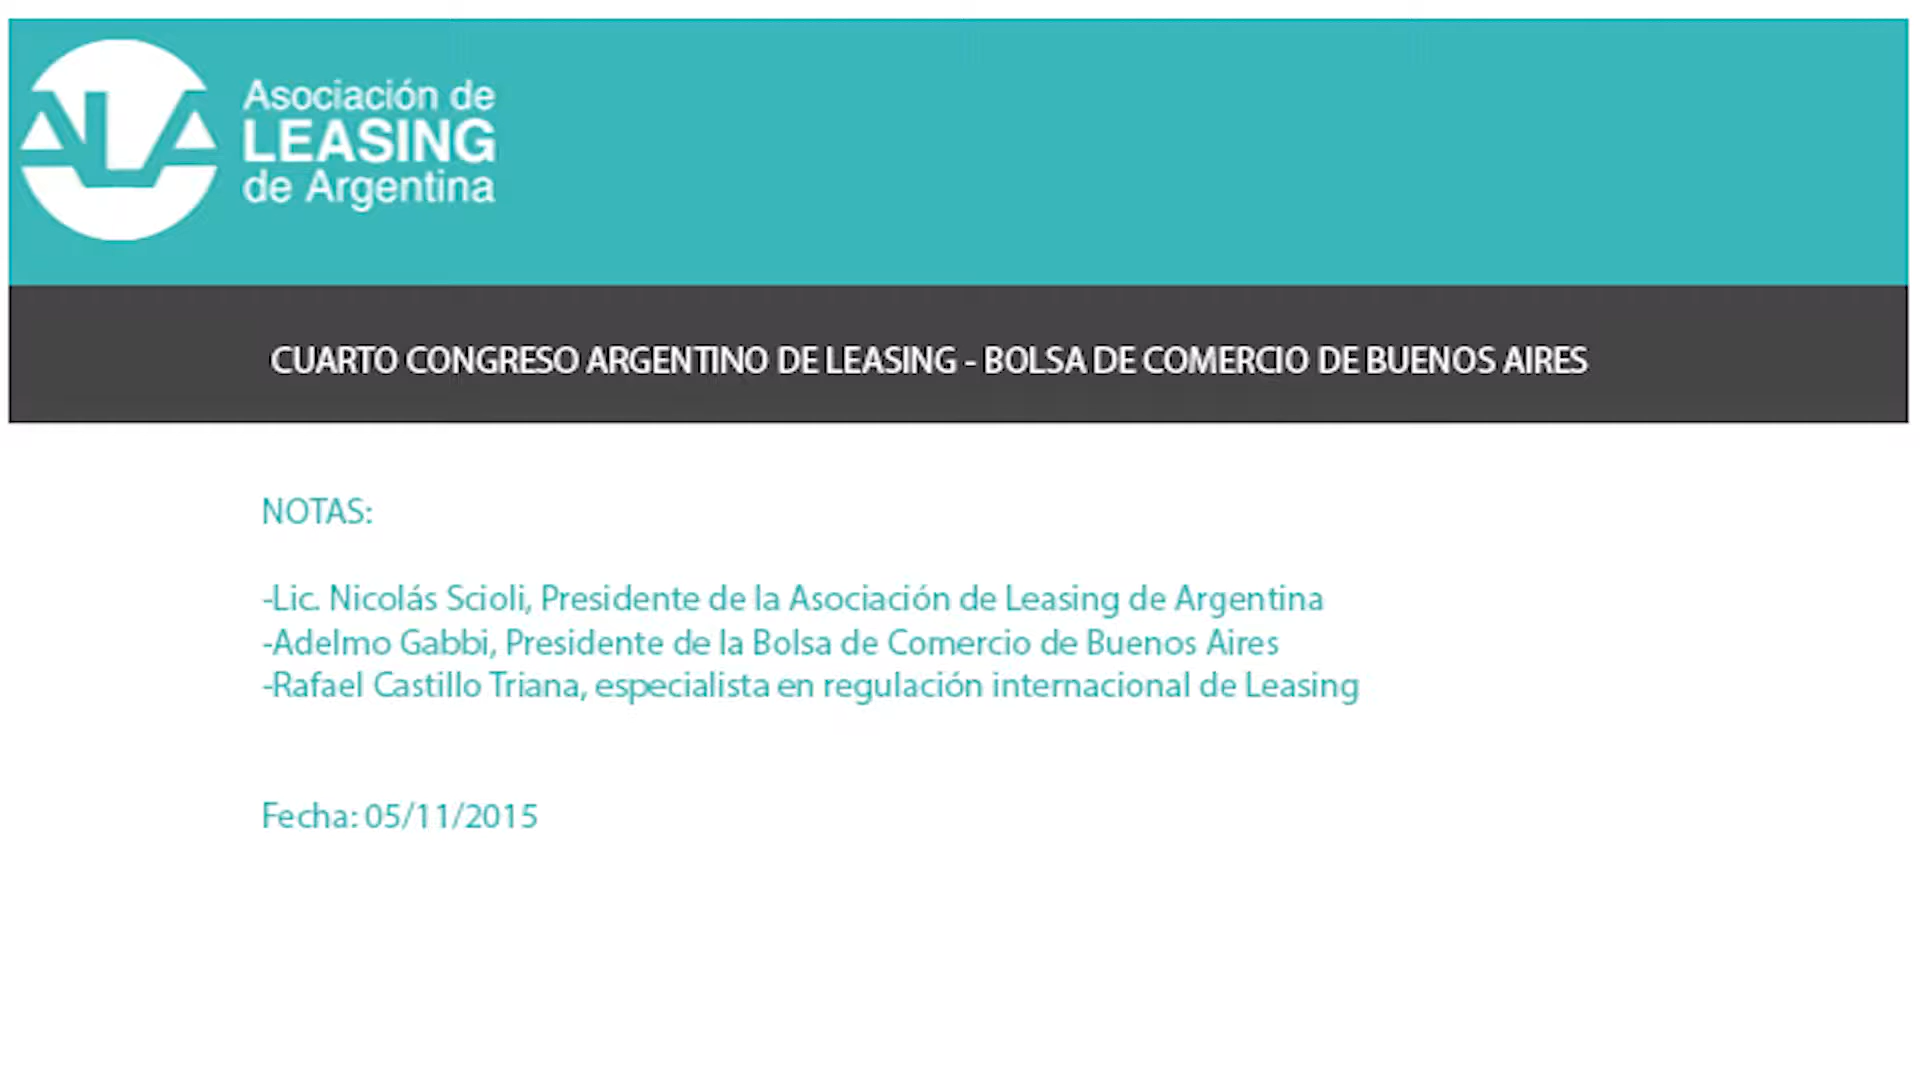 ALA
Asociación de
LEASING
de Argentina
CUARTO CONGRESO ARGENTINO DE LEASING - BOLSA DE COMERCIO DE BUENOS AIRES
NOTAS:
-Lic. Nicolás Scioli, Presidente de la Asociación de Leasing de Argentina
-Adelmo Gabbi, Presidente de la Bolsa de Comercio de Buenos Aires
-Rafael Castillo Triana, especialista en regulación internacional de Leasing
Fecha: 05/11/2015